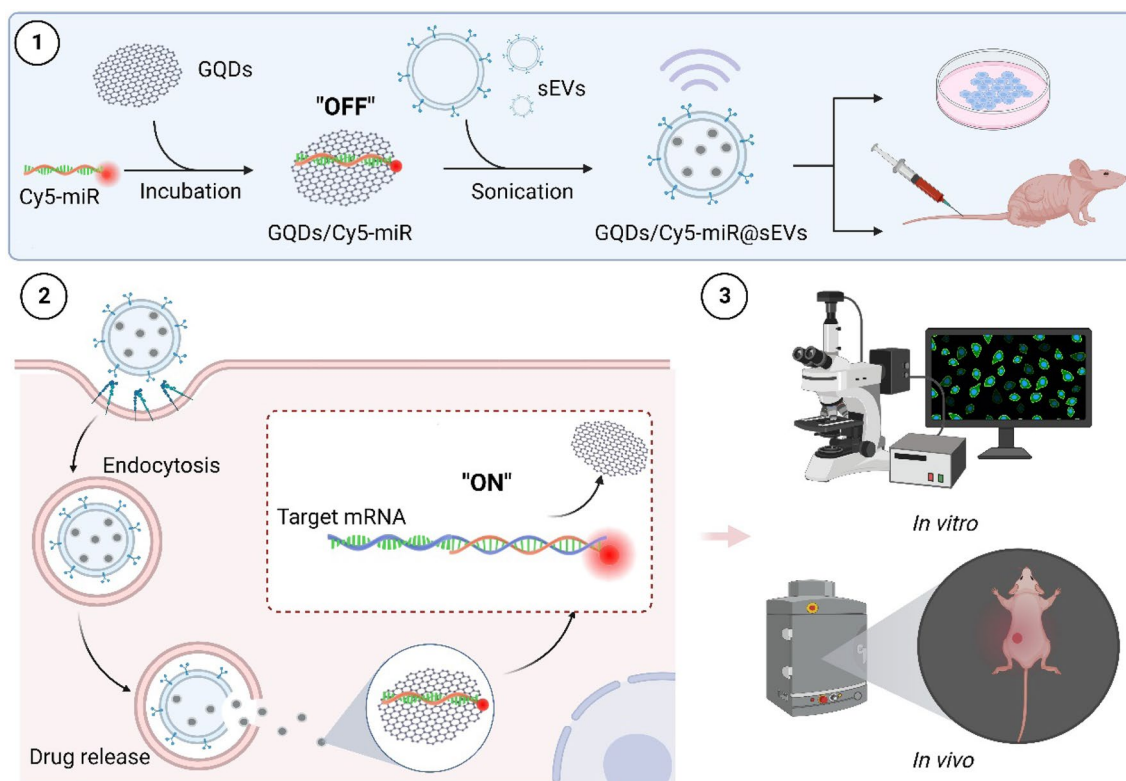 1
GQDs
"OFF"
sEVs
Cy5-miR
Incubation
Sonication
GQDs/Cy5-miR
GQDs/Cy5-miR@sEVs
2
Endocytosis
"ON"
Target mRNA
Drug release
3
In vitro
In vivo